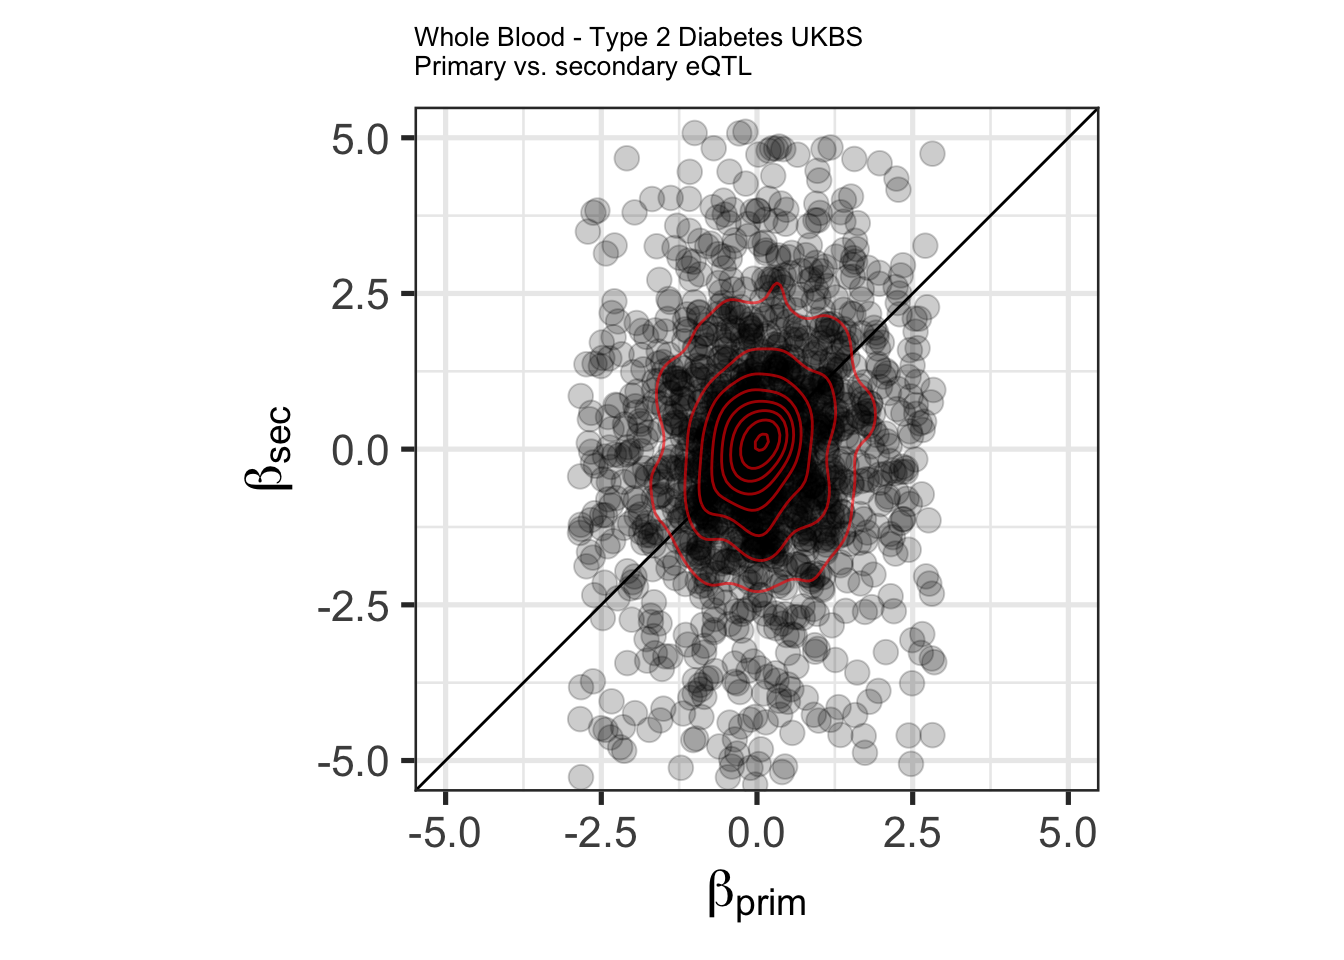 Whole Blood - Type 2 Diabetes UKBS
Primary vs. secondary eQTL
5.0
2.5
0.0
-2.5
-5.0
βsec
-5.0 -2.5 0.0 2.5 5.0
βprim